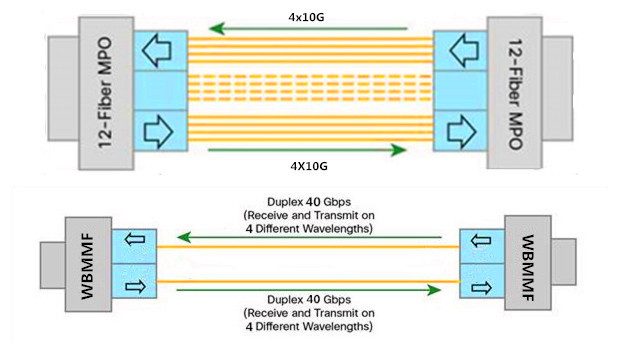 4x10G
12-Fiber MPO
12-Fiber MPO
4X10G
Duplex 40 Gbps
(Receive and Transmit on
4 Different Wavelengths)
WBMMF
WBMMF
Duplex 40 Gbps
(Receive and Transmit on
4 Different Wavelengths)